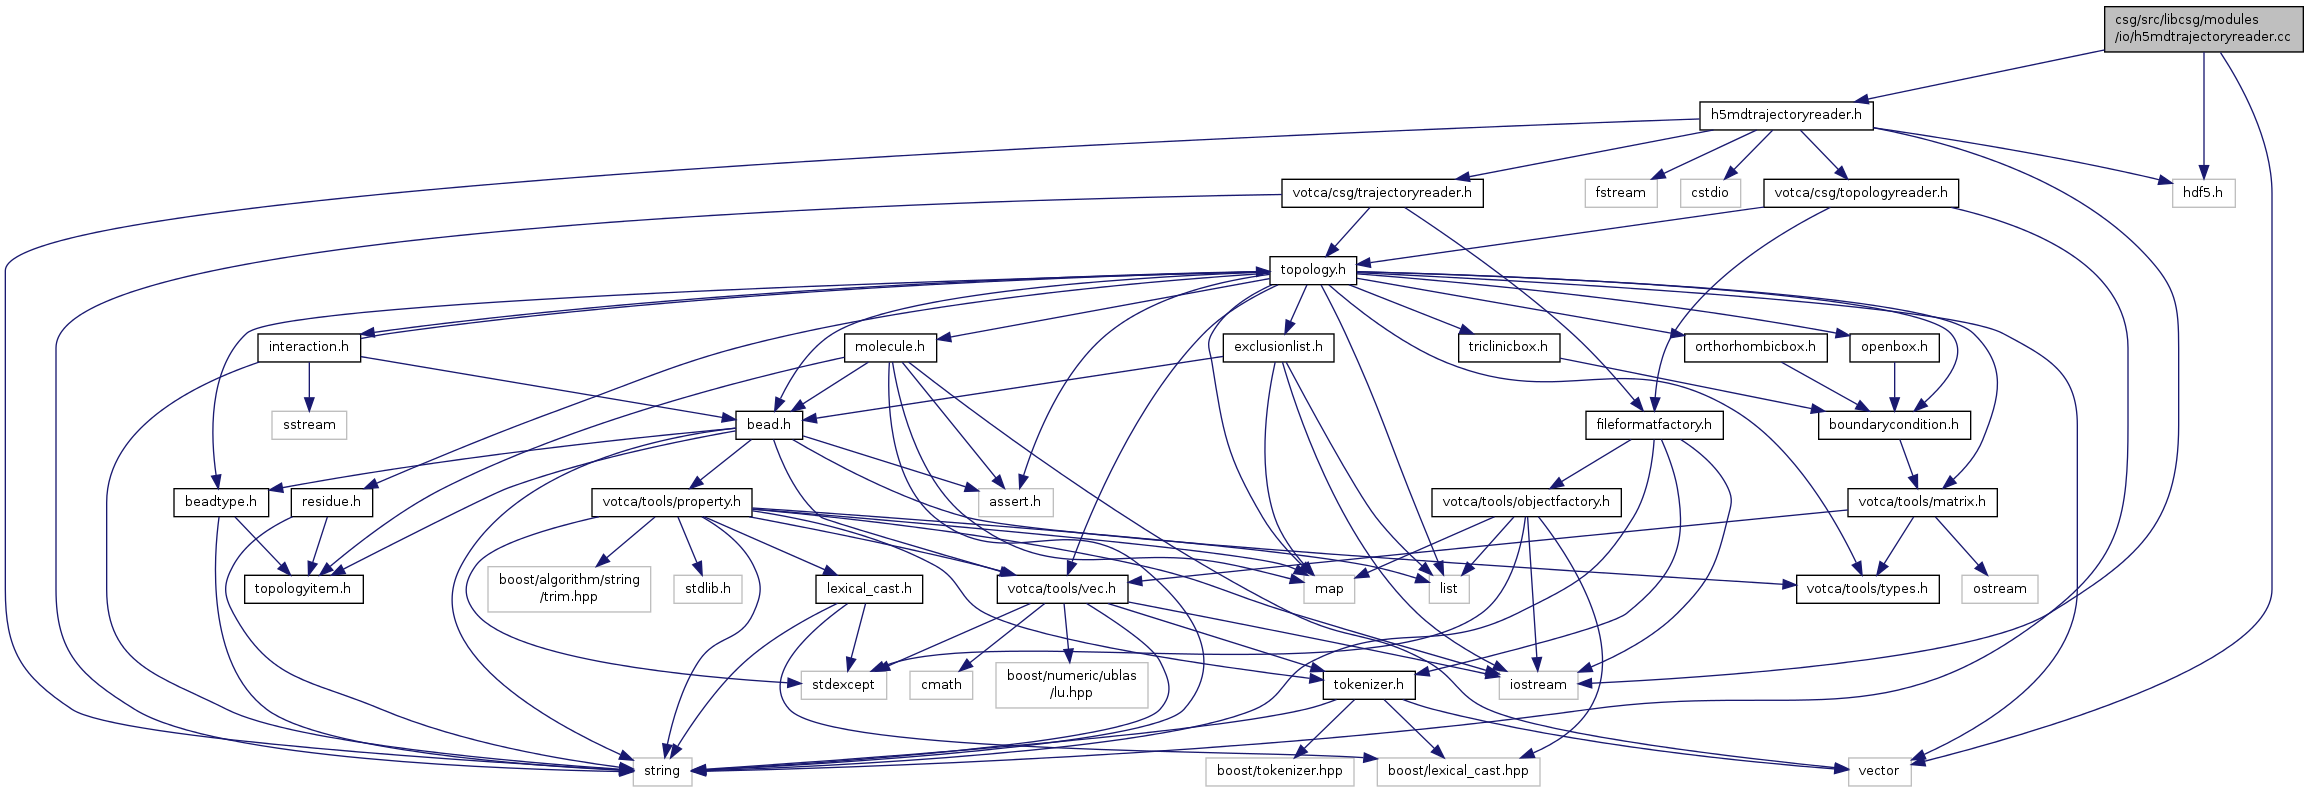 csg/src/libcsg/modules
/io/h5mdtrajectoryreader.cc
h5mdtrajectoryreader.h
votca/csg/trajectoryreader.h
fstream
cstdio
votca/csg/topologyreader.h
hdf5.h
topology.h
interaction.h
molecule.h
exclusionlist.h
triclinicbox.h
orthorhombicbox.h
openbox.h
sstream
bead.h
fileformatfactory.h
boundarycondition.h
beadtype.h
residue.h
votca/tools/property.h
assert.h
votca/tools/objectfactory.h
votca/tools/matrix.h
topologyitem.h
boost/algorithm/string
/trim.hpp
stdlib.h
lexical_cast.h
votca/tools/vec.h
map
list
votca/tools/types.h
ostream
stdexcept
cmath
boost/numeric/ublas
/lu.hpp
tokenizer.h
iostream
string
boost/tokenizer.hpp
boost/lexical_cast.hpp
vector